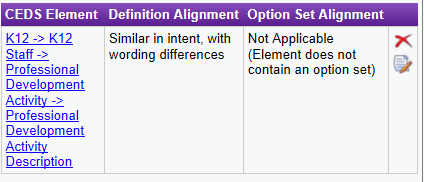 CEDS Element Definition Alignment Option Set Alignment
K12 -> K12
Staff ->
Professional
Development
Activity ->
Professional
Development
Activity
Description
Similar in intent, with
wording differences
Not Applicable
(Element does not
contain an option set)